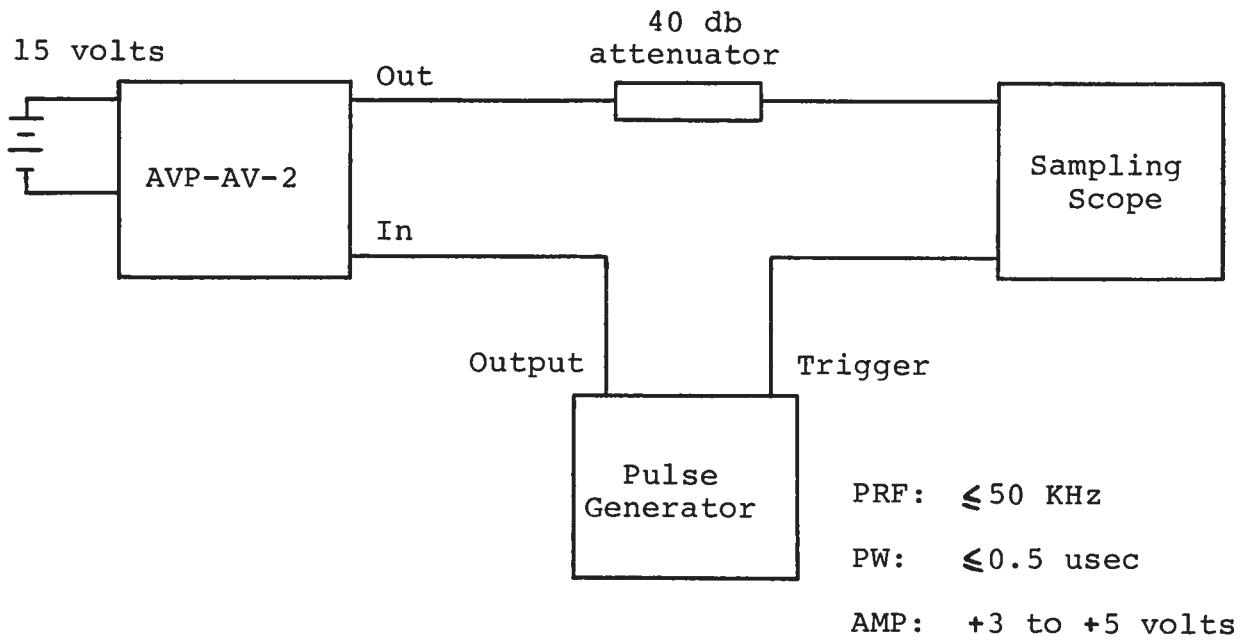 40 db
attenuator
15 volts
Out
AVP-AV-2
Sampling
Scope
In
Output
Trigger
Pulse
Generator
PRF: ≤50 KHz
PW: ≤0.5 usec
AMP: +3 to +5 volts